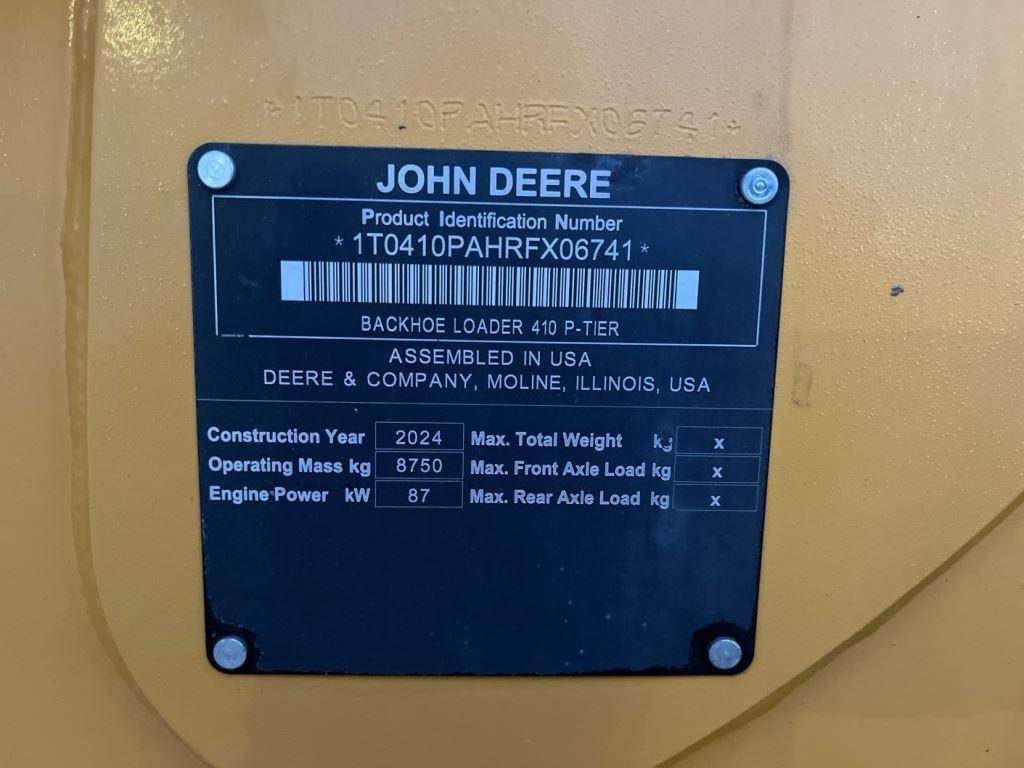 *1T0410PAHRFX06741*
JOHN DEERE
Product Identification Number
*1T0410PAHRFX06741*
BACKHOE LOADER 410 P-TIER
ASSEMBLED IN USA
DEERE & COMPANY, MOLINE, ILLINOIS, USA
Construction Year 2024 Max. Total Weight kg x
Operating Mass kg 8750 Max. Front Axle Load kg x
Engine Power kW 87 Max. Rear Axle Load kg x